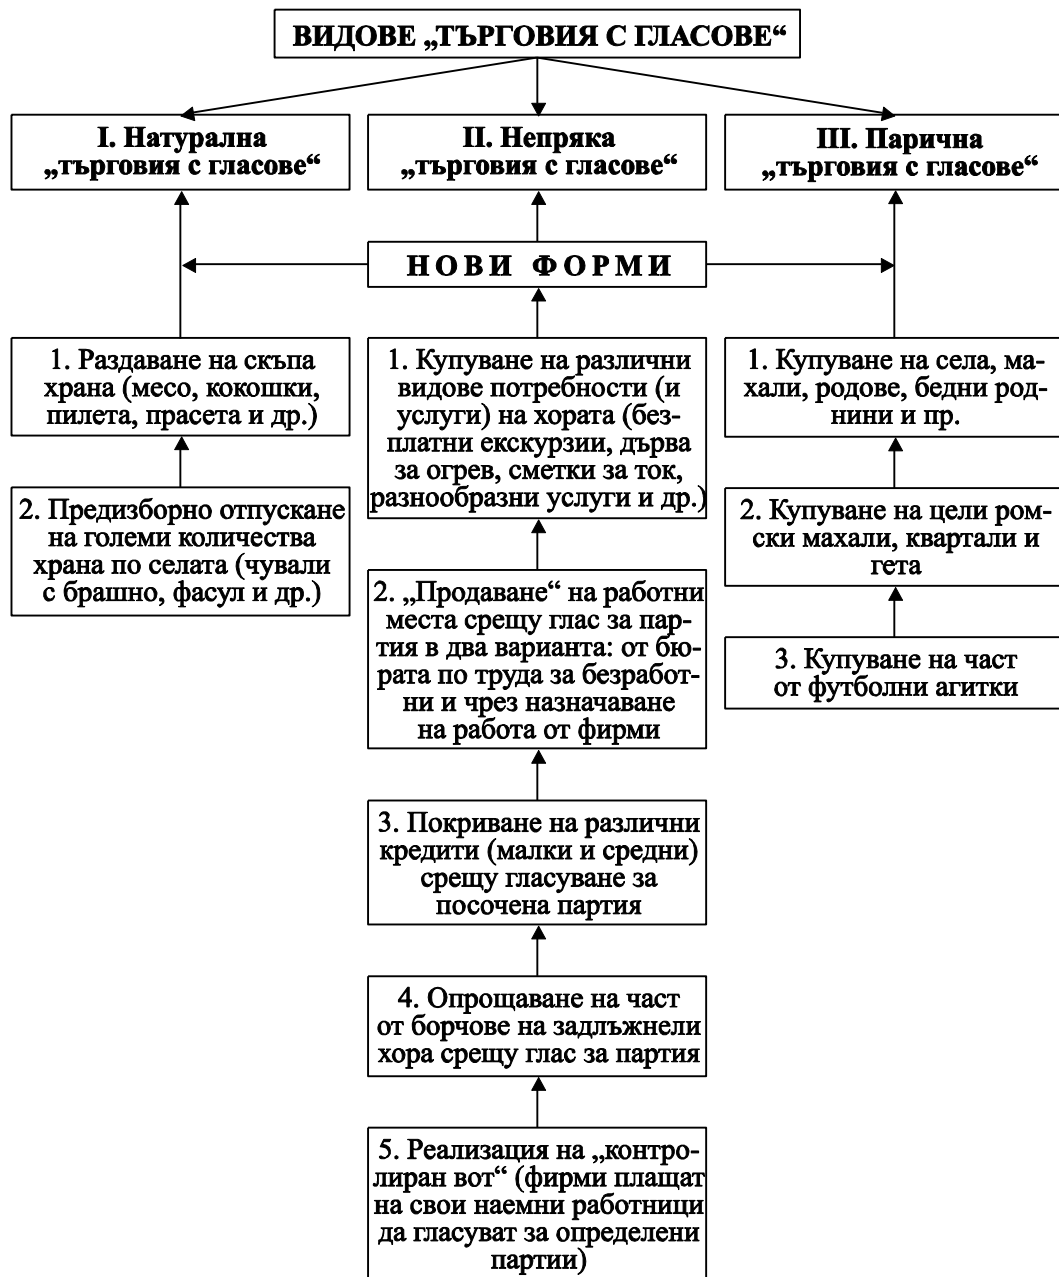 ВИДОВЕ „ТЪРГОВИЯ С ГЛАСОВЕ“
I. Натурална
„търговия с гласове“
II. Непряка
„търговия с гласове“
III. Парична
„търговия с гласове“
НОВИ ФОРМИ
1. Раздаване на скъпа
храна (месо, кокошки,
пилета, прасета и др.)
2. Предизборно отпускане
на големи количества
храна по селата (чували
с брашно, фасул и др.)
1. Купуване на различни
видове потребности (и
услуги) на хората (без-
платни екскурзии, дърва
за огрев, сметки за ток,
разнообразни услуги и др.)
2. „Продаване“ на работни
места срещу глас за пар-
тия в два варианта: от бю-
рата по труда за безработ-
ни и чрез назначаване
на работа от фирми
3. Покриване на различни
кредити (малки и средни)
срещу гласуване за
посочена партия
4. Опрощаване на част
от борчове на задлъжнели
хора срещу глас за партия
5. Реализация на „контро-
лиран вот“ (фирми плащат
на свои наемни работници
да гласуват за определени
партии)
1. Купуване на села, ма-
хали, родове, бедни род-
нини и пр.
2. Купуване на цели ром-
ски махали, квартали и
гета
3. Купуване на част
от футболни агитки